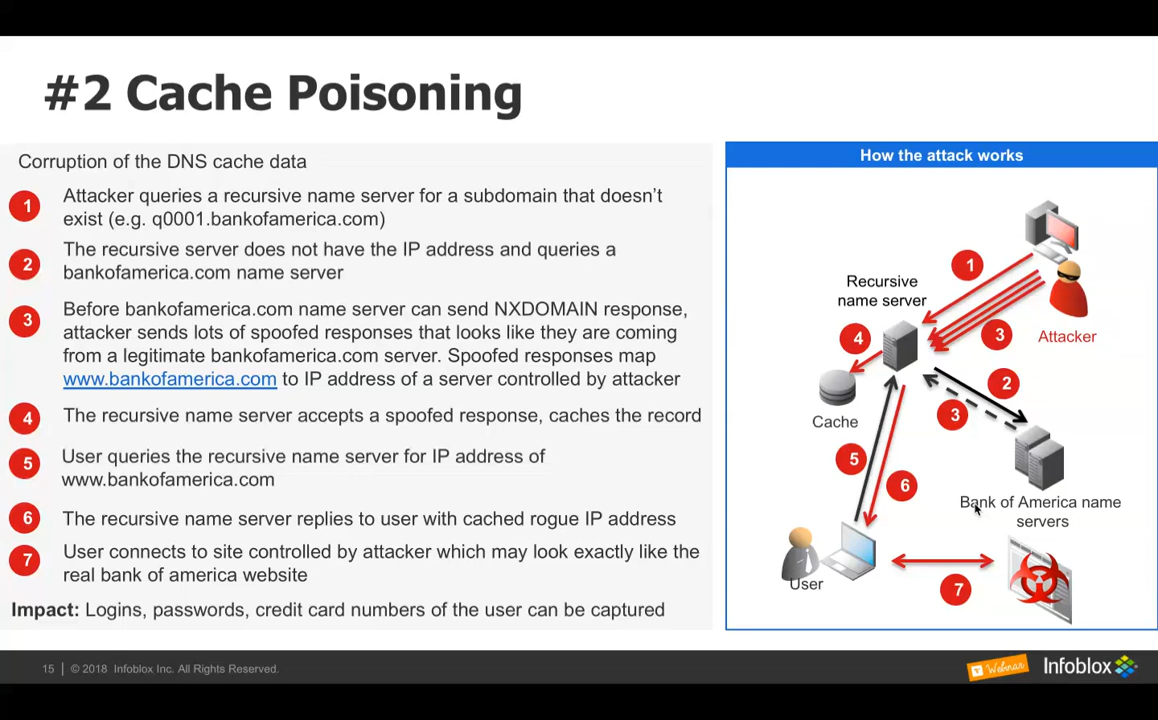 #2 Cache Poisoning
Corruption of the DNS cache data
1 Attacker queries a recursive name server for a subdomain that doesn’t
exist (e.g. q0001.bankofamerica.com)
2 The recursive server does not have the IP address and queries a
bankofamerica.com name server
3 Before bankofamerica.com name server can send NXDOMAIN response,
attacker sends lots of spoofed responses that looks like they are coming
from a legitimate bankofamerica.com server. Spoofed responses map
www.bankofamerica.com to IP address of a server controlled by attacker
4 The recursive name server accepts a spoofed response, caches the record
5 User queries the recursive name server for IP address of
www.bankofamerica.com
6 The recursive name server replies to user with cached rogue IP address
7 User connects to site controlled by attacker which may look exactly like the
real bank of america website
Impact: Logins, passwords, credit card numbers of the user can be captured
How the attack works
1
Recursive
name server
4
3
Attacker
2
3
Cache
5
6
Bank of America name
servers
User
7
15 | © 2018 Infoblox Inc. All Rights Reserved.
Webinar
Infoblox